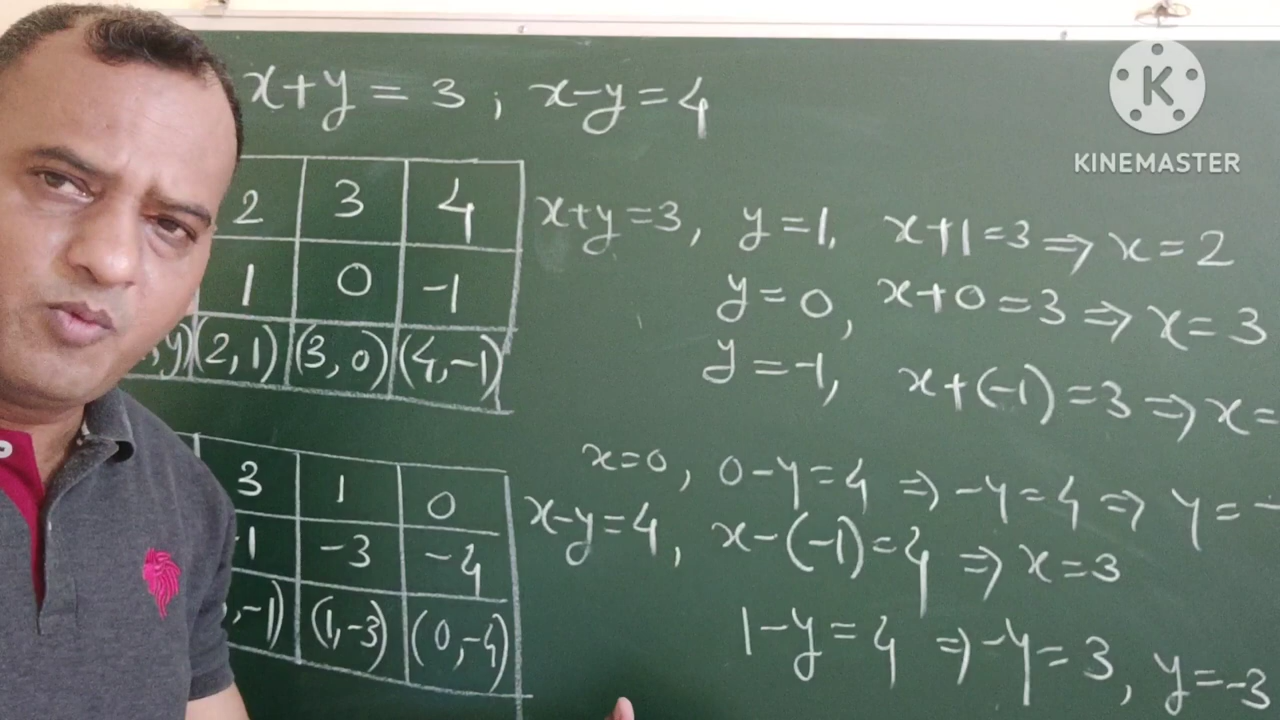 x+y=3 ; x-y=4
KINEMASTER
2 3 4
1 0 -1
,y) (2,1) (3,0) (4,-1)
x+y=3, y=1, x+1=3 ⇒ x=2
y=0, x+0=3 ⇒ x=3
y=-1, x+(-1)=3 ⇒ x=
3 1 0
-1 -3 -4
,-1) (1,-3) (0,-4)
x=0, 0-y=4 ⇒ -y=4 ⇒ y=-
x-y=4, x-(-1)=4 ⇒ x=3
1-y=4 ⇒ -y=3, y=-3